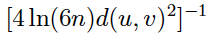 [4 ln(6n)d(u, v)²]⁻¹